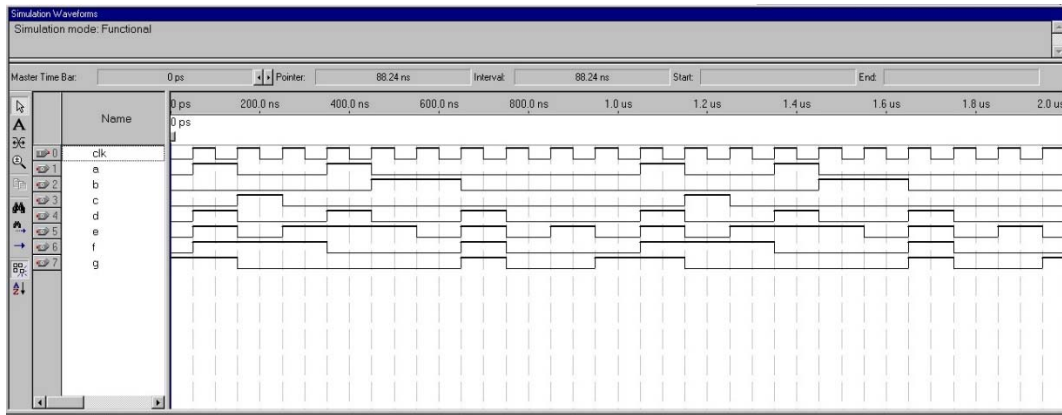 Simulation Waveforms
Simulation mode: Functional
Master Time Bar: 0 ps Pointer: 88.24 ns Interval: 88.24 ns Start: End:
Name
0 ps 200.0 ns 400.0 ns 600.0 ns 800.0 ns 1.0 us 1.2 us 1.4 us 1.6 us 1.8 us 2.0 us
0 ps
0 clk
1 a
2 b
3 c
4 d
5 e
6 f
7 g